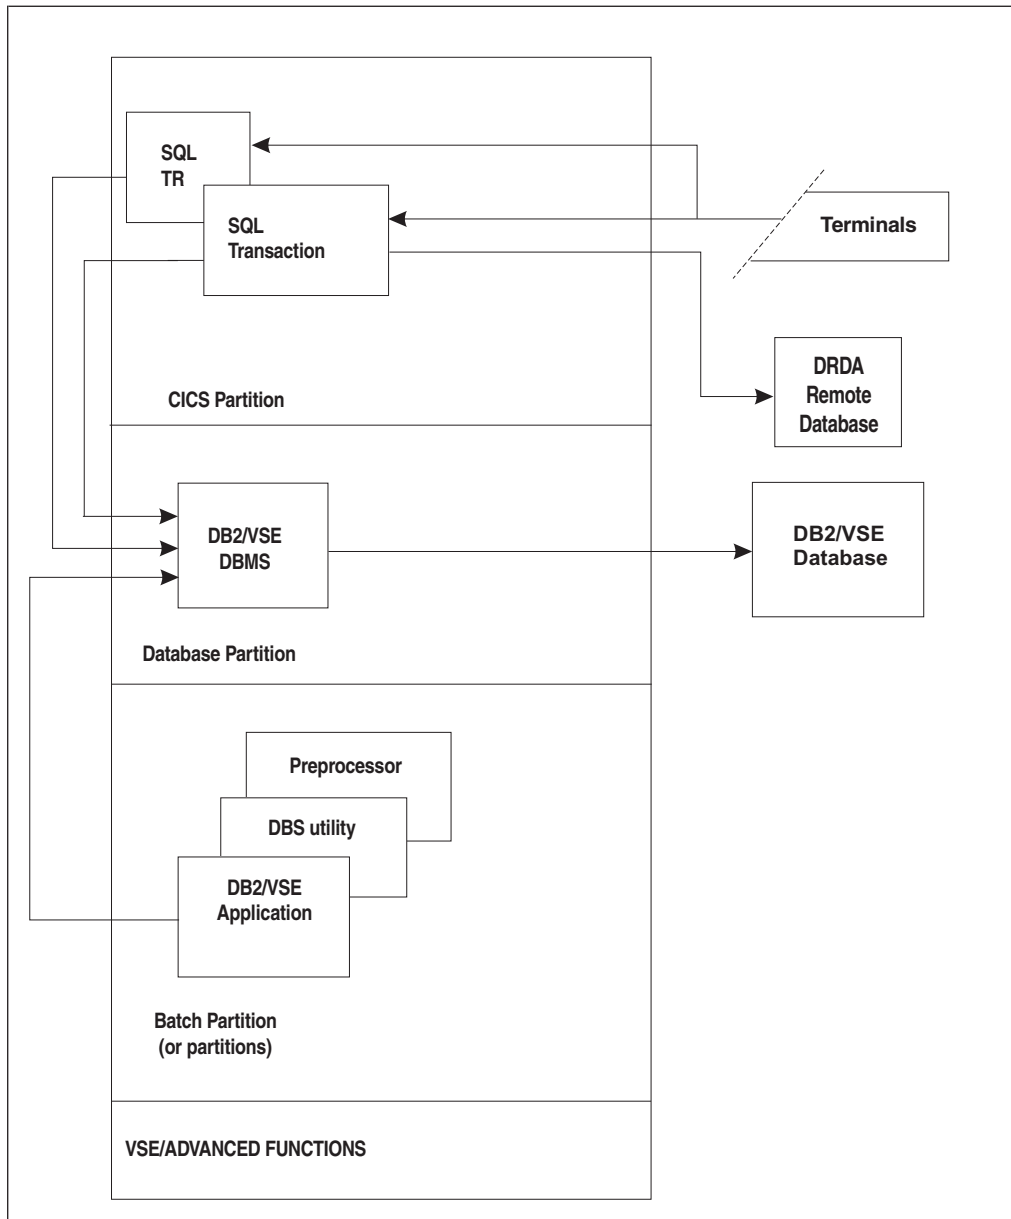 SQL
TR
SQL
Transaction
Terminals
DRDA
Remote
Database
CICS Partition
DB2/VSE
DBMS
DB2/VSE
Database
Database Partition
Preprocessor
DBS utility
DB2/VSE
Application
Batch Partition
(or partitions)
VSE/ADVANCED FUNCTIONS